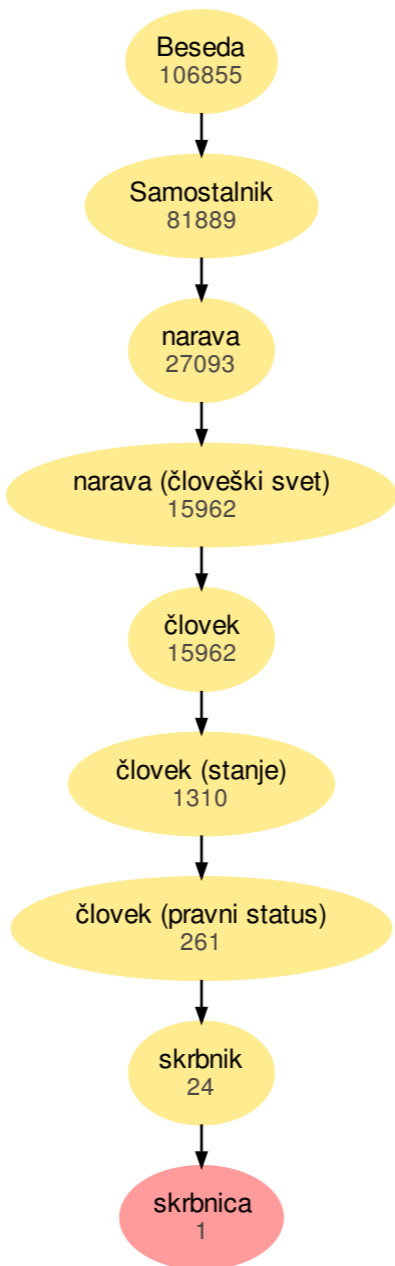 Beseda
106855
Samostalnik
81889
narava
27093
narava (človeški svet)
15962
človek
15962
človek (stanje)
1310
človek (pravni status)
261
skrbnik
24
skrbnica
1